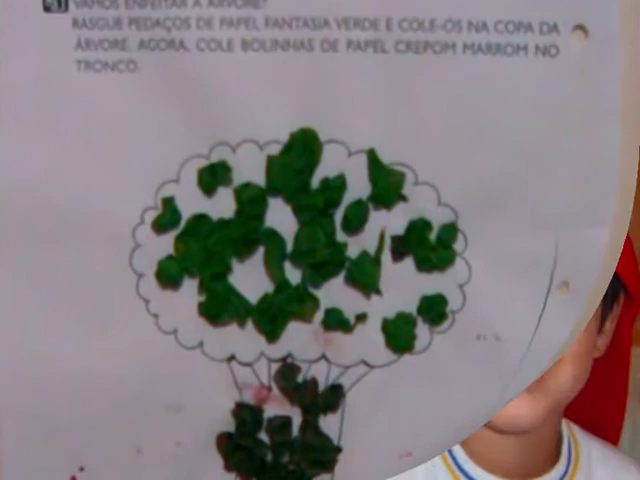 VAMOS ENFEITAR A ÁRVORE?
RASGUE PEDAÇOS DE PAPEL FANTASIA VERDE E COLE-OS NA COPA DA
ÁRVORE. AGORA, COLE BOLINHAS DE PAPEL CREPOM MARROM NO
TRONCO.